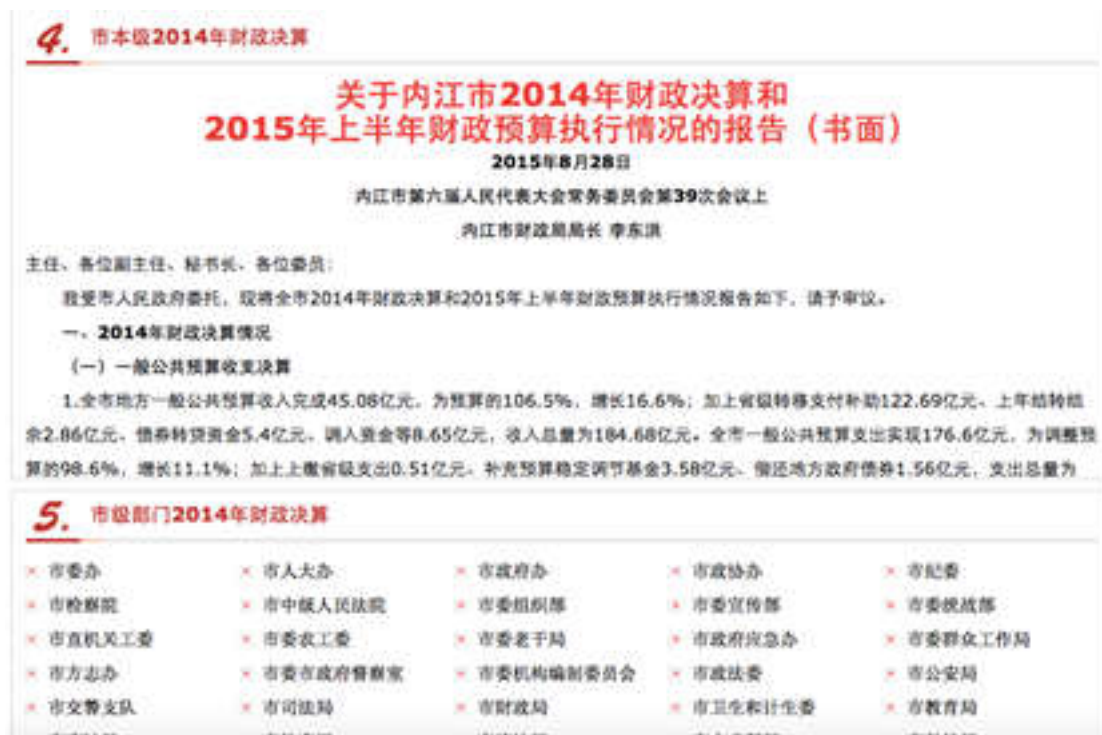 4. 市本级2014年财政决算
关于内江市2014年财政决算和
2015年上半年财政预算执行情况的报告（书面）
2015年8月28日
内江市第六届人民代表大会常务委员会第39次会议上
内江市财政局局长 李东洪
主任、各位副主任、秘书长、各位委员：
我受市人民政府委托，现将全市2014年财政决算和2015年上半年财政预算执行情况报告如下，请予审议。
一、2014年财政决算情况
（一）一般公共预算收支决算
1.全市地方一般公共预算收入完成45.08亿元，为预算的106.5%，增长16.6%；加上省级转移支付补助122.69亿元、上年结转结
余2.86亿元、债券转贷资金5.4亿元、调入资金等8.65亿元，收入总量为184.68亿元。全市一般公共预算支出实现176.6亿元，为调整预
算的98.6%，增长11.1%；加上上缴省级支出0.51亿元、补充预算稳定调节基金3.58亿元、偿还地方政府债券1.56亿元，支出总量为
5. 市级部门2014年财政决算
市委办 市人大办 市政府办 市政协办 市纪委
市检察院 市中级人民法院 市委组织部 市委宣传部 市委统战部
市直机关工委 市委农工委 市委老干局 市政府应急办 市委群众工作局
市方志办 市委市政府督察室 市委机构编制委员会 市政法委 市公安局
市交警支队 市司法局 市财政局 市卫生和计生委 市教育局